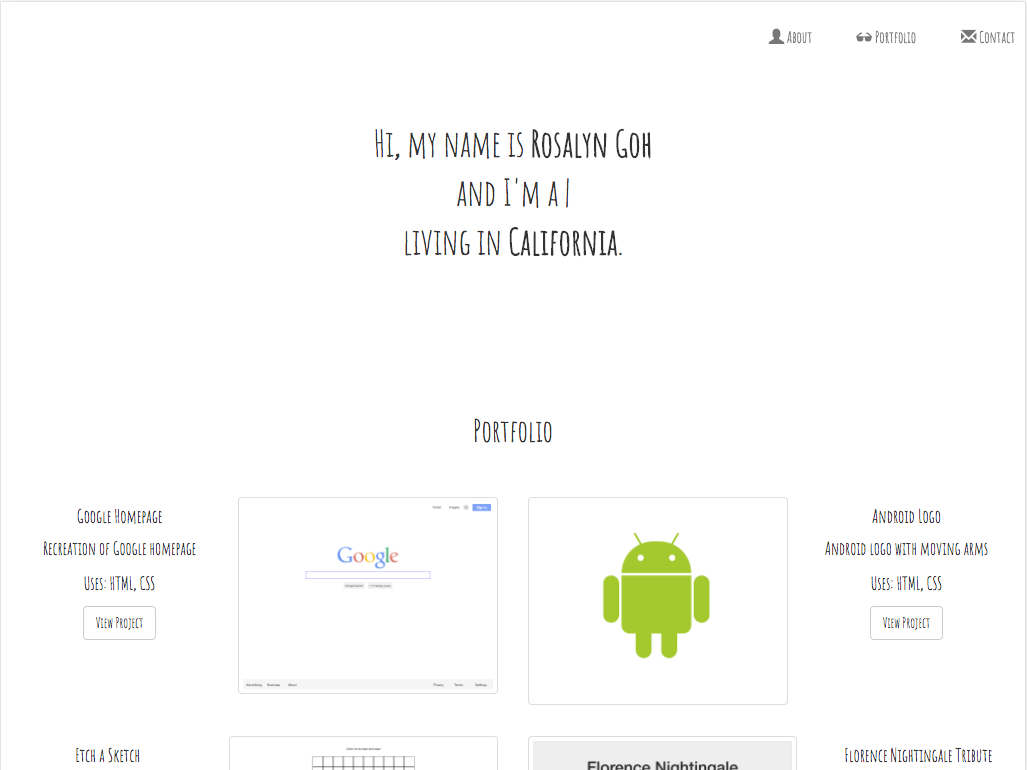 About
Portfolio
Contact
Hi, my name is Rosalyn Goh
and I'm a |
living in California.
Portfolio
Google Homepage
Recreation of Google homepage
Uses: HTML, CSS
View Project
Gmail Images Sign in
Google
Google Search
Advertising Business About
Privacy Terms Settings
Android Logo
Android logo with moving arms
Uses: HTML, CSS
View Project
Etch a Sketch
Florence Nightingale
Florence Nightingale Tribute